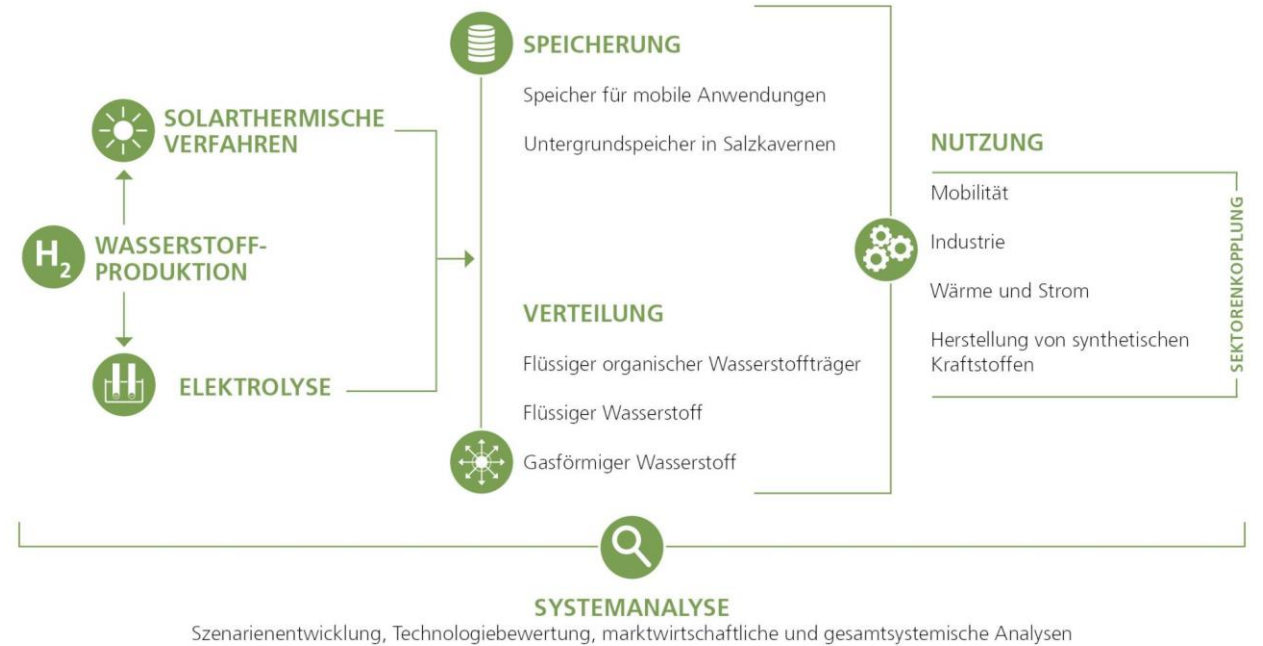 SOLARTHERMISCHE
VERFAHREN
H2
WASSERSTOFF-
PRODUKTION
ELEKTROLYSE
SPEICHERUNG
Speicher für mobile Anwendungen
Untergrundspeicher in Salzkavernen
VERTEILUNG
Flüssiger organischer Wasserstoffträger
Flüssiger Wasserstoff
Gasförmiger Wasserstoff
NUTZUNG
Mobilität
Industrie
Wärme und Strom
Herstellung von synthetischen
Kraftstoffen
SEKTORENKOPPLUNG
SYSTEMANALYSE
Szenarienentwicklung, Technologiebewertung, marktwirtschaftliche und gesamtsystemische Analysen